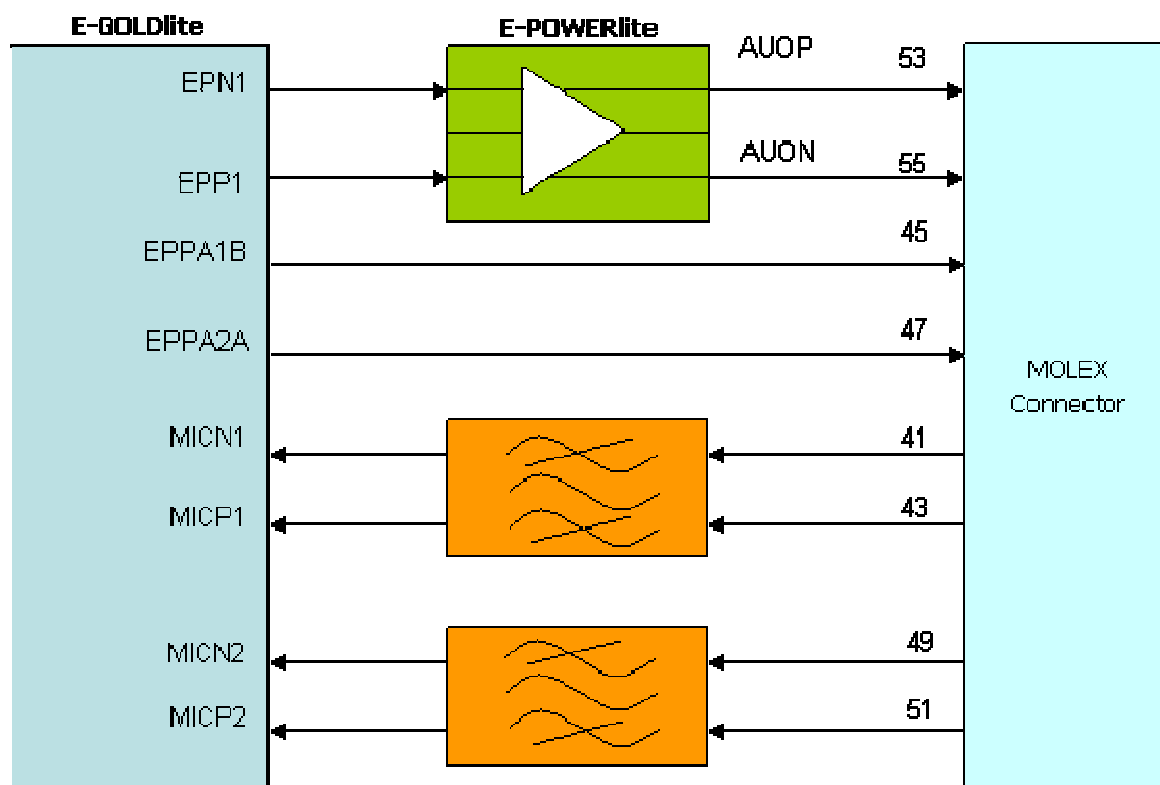 E-GOLDlite
E-POWERlite
AUOP
53
EPN1
AUON
55
EPP1
45
EPPA1B
47
EPPA2A
MOLEX
Connector
MICN1
41
MICP1
43
MICN2
49
MICP2
51